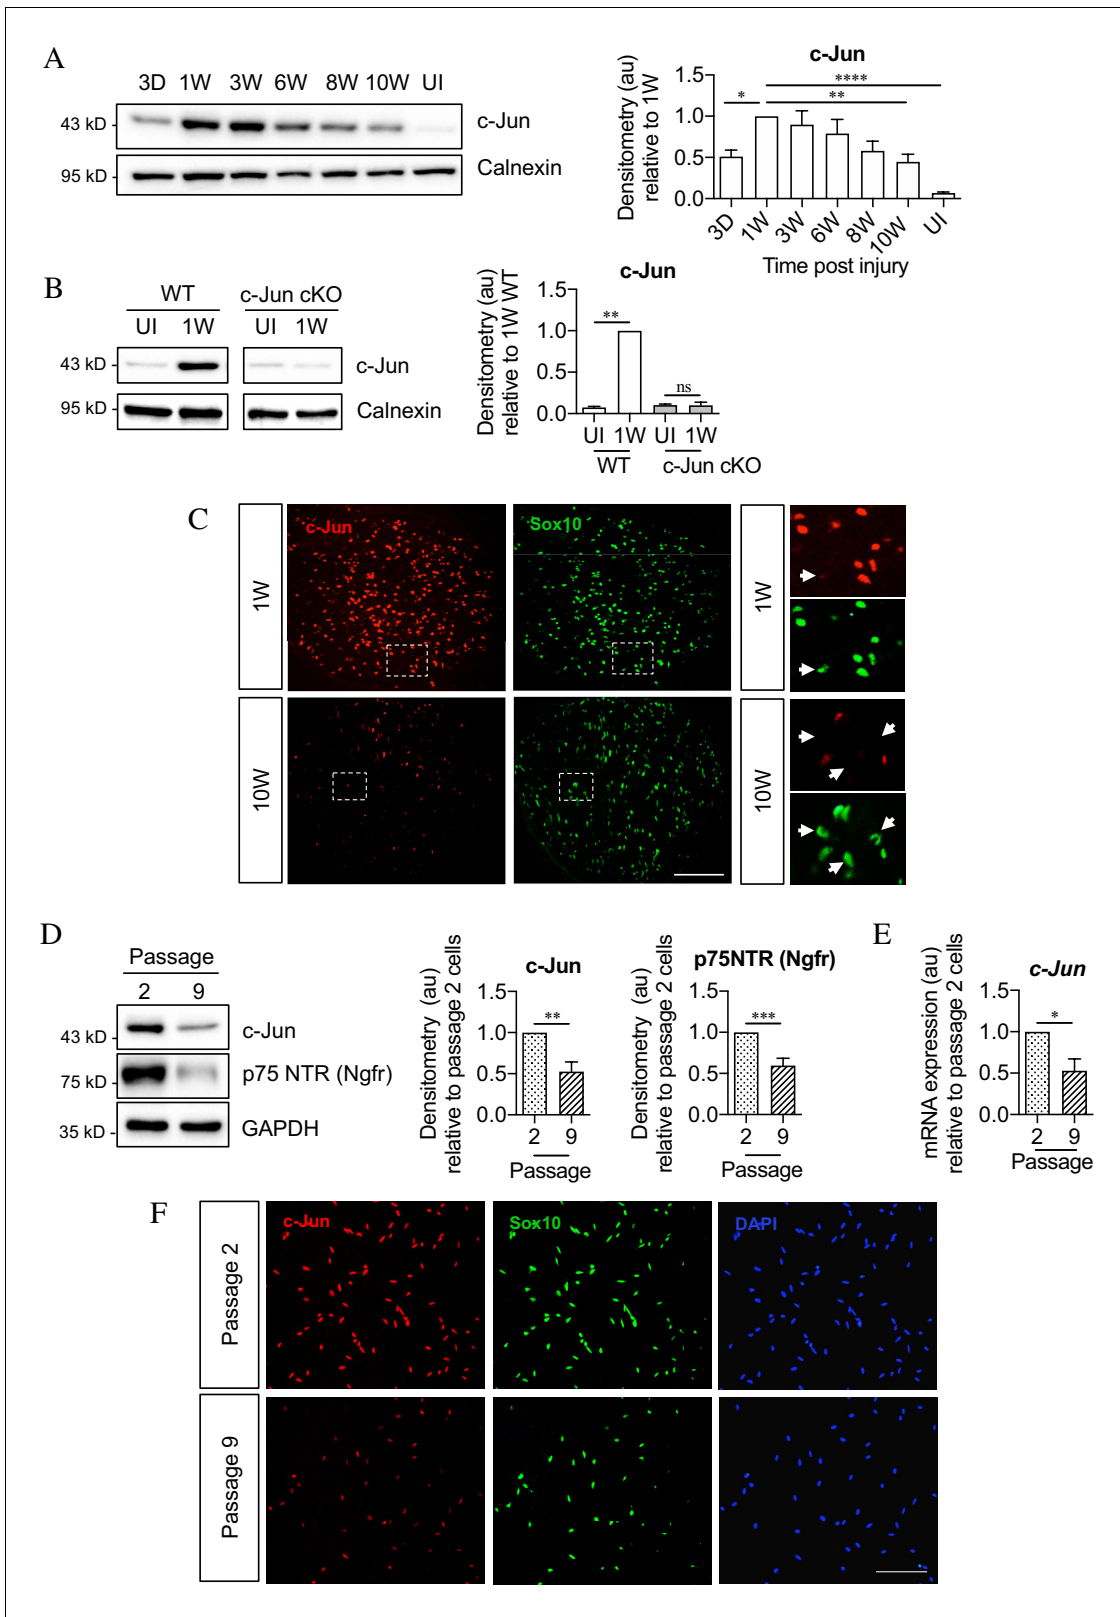 A
3D 1W 3W 6W 8W 10W UI
43 kD
c-Jun
95 kD
Calnexin
c-Jun
Densitometry (au)
relative to 1W
1.5
1.0
0.5
0.0
*
****
**
3D 1W 3W 6W 8W 10W UI
Time post injury
B
WT c-Jun cKO
UI 1W UI 1W
43 kD
c-Jun
95 kD
Calnexin
c-Jun
Densitometry (au)
relative to 1W WT
1.5
1.0
0.5
0.0
**
ns
UI 1W UI 1W
WT c-Jun cKO
C
1W
c-Jun
Sox10
1W
10W
10W
D
Passage
2 9
43 kD
c-Jun
75 kD
p75 NTR (Ngfr)
35 kD
GAPDH
c-Jun
Densitometry (au)
relative to passage 2 cells
1.5
1.0
0.5
0.0
**
2 9
Passage
p75NTR (Ngfr)
Densitometry (au)
relative to passage 2 cells
1.5
1.0
0.5
0.0
***
2 9
Passage
E
c-Jun
mRNA expression (au)
relative to passage 2 cells
1.5
1.0
0.5
0.0
*
2 9
Passage
F
Passage 2
c-Jun
Sox10
DAPI
Passage 9